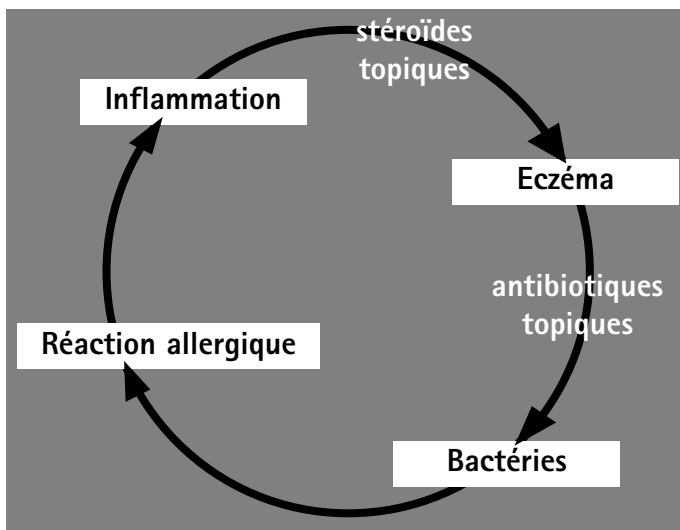 stéroïdes
topiques
Inflammation
Eczéma
antibiotiques
topiques
Réaction allergique
Bactéries